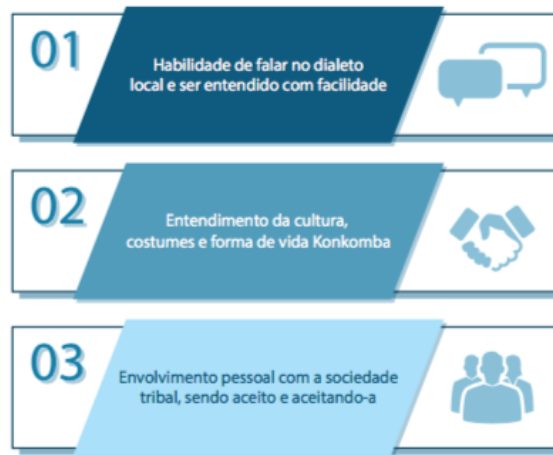 01
Habilidade de falar no dialeto
local e ser entendido com facilidade
02
Entendimento da cultura,
costumes e forma de vida Konkomba
03
Envolvimento pessoal com a sociedade
tribal, sendo aceito e aceitando-a